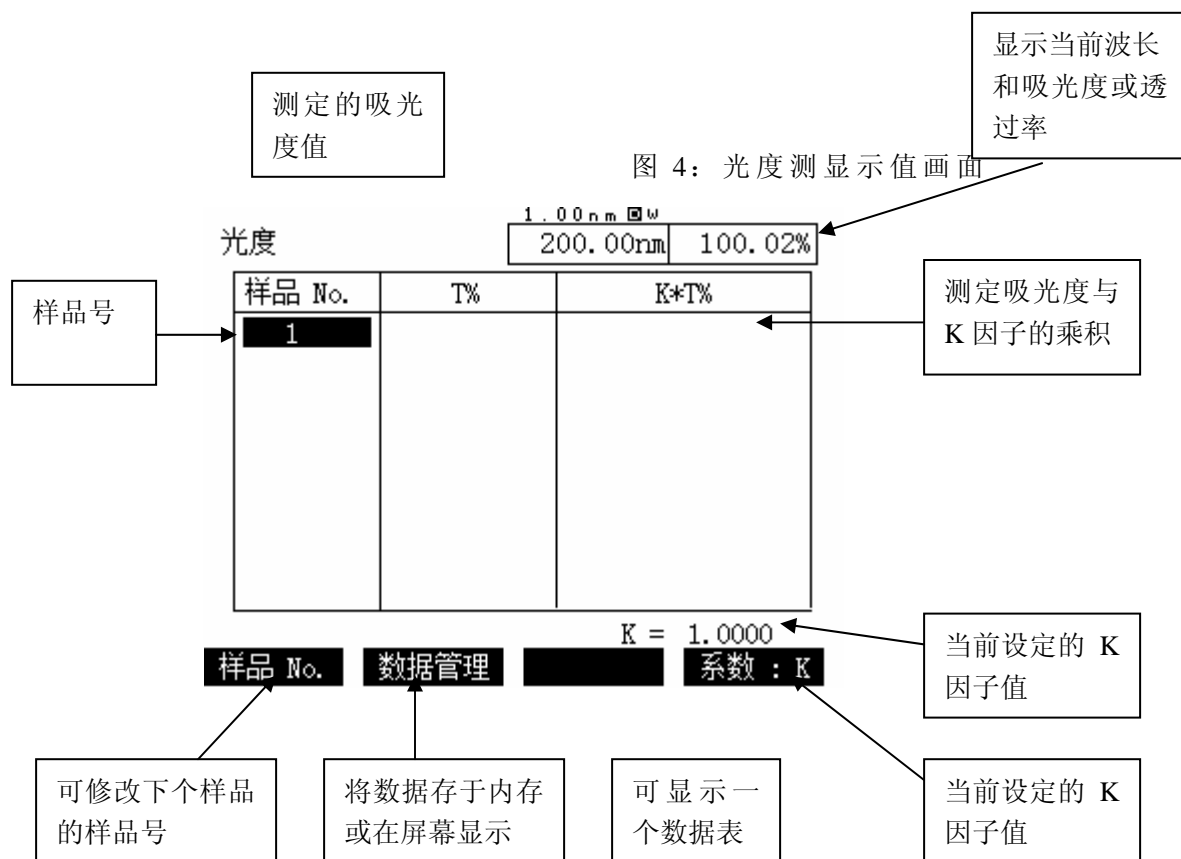 显示当前波长
和吸光度或透
过率
测定的吸光
度值
图 4：光度测显示值画面
1.00nm W
光度
200.00nm 100.02%
样品 No. T% K*T%
1
样品号
测定吸光度与
K 因子的乘积
K = 1.0000
样品 No. 数据管理 系数 : K
当前设定的 K
因子值
可修改下个样品
的样品号
将数据存于内存
或在屏幕显示
可显示一
个数据表
当前设定的 K
因子值